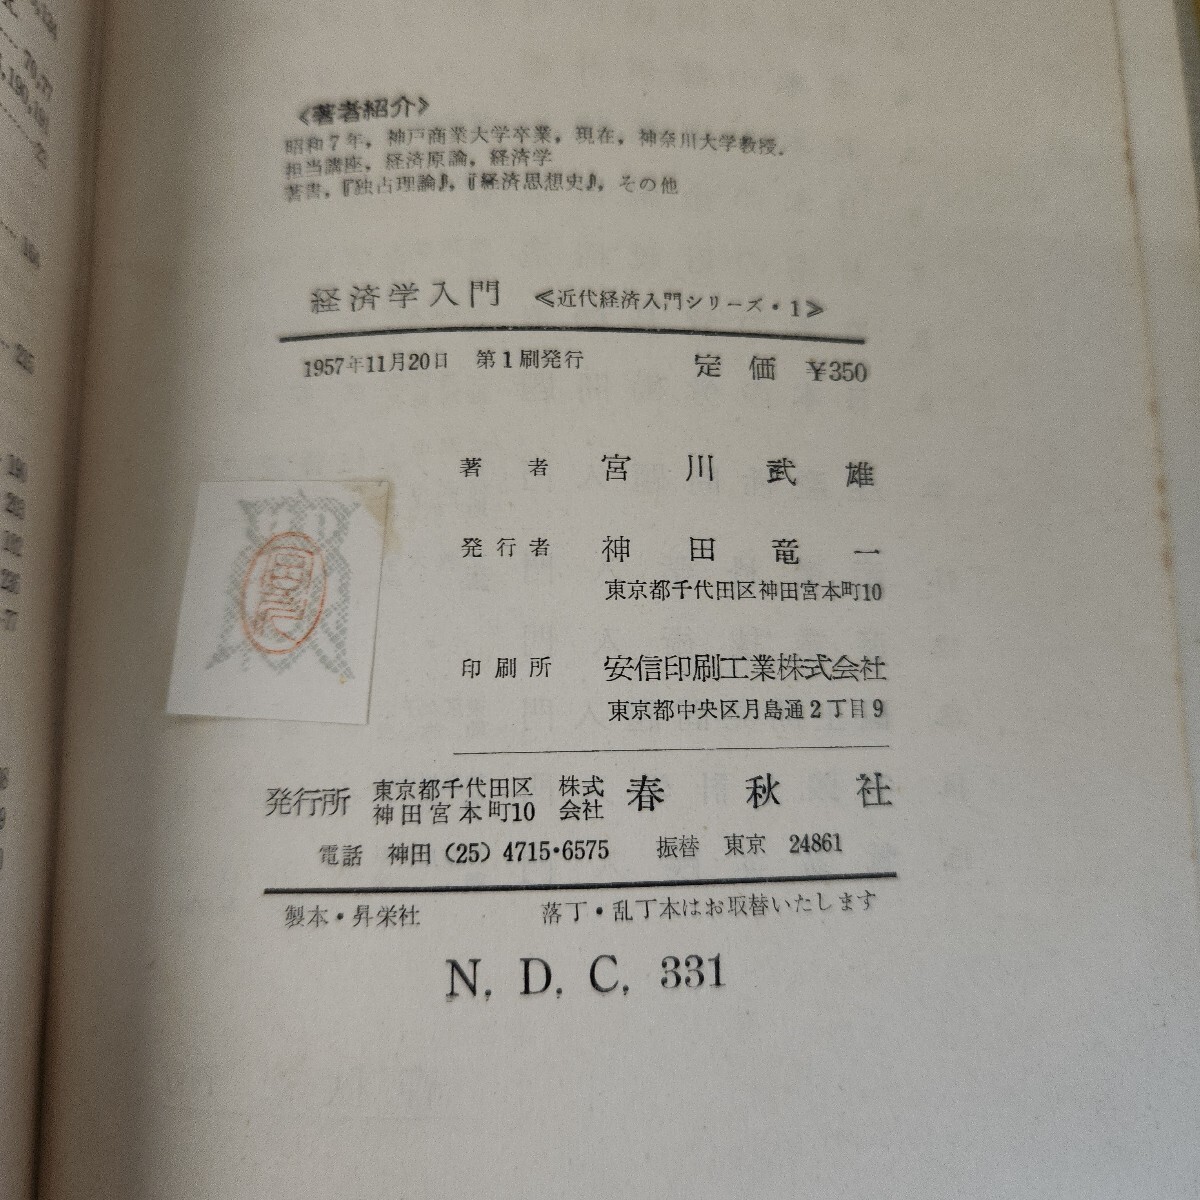 〈著者紹介〉
昭和7年，神戸商業大学卒業，現在，神奈川大学教授．
担当講座，経済原論，経済学
著書，『独占理論』，『経済思想史』，その他
経済学入門 ≪近代経済入門シリーズ・1≫
1957年11月20日 第1刷発行 定価 ¥350
著者 宮川武雄
発行者 神田竜一
東京都千代田区神田宮本町10
印刷所 安信印刷工業株式会社
東京都中央区月島通2丁目9
発行所 東京都千代田区神田宮本町10 株式会社 春秋社
電話 神田 (25) 4715・6575 振替 東京 24861
製本・昇栄社 落丁・乱丁本はお取替いたします
N. D. C. 331